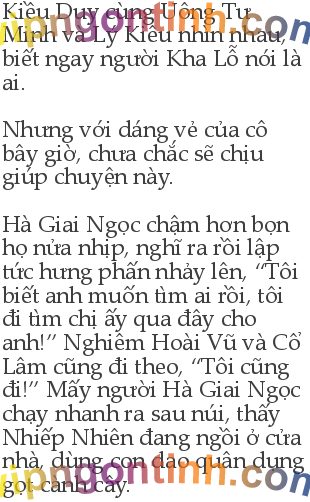 Kiều Duy cùng Tông Tư
Minh và Lý Kiêu nhìn nhau,
biết ngay người Kha Lỗ nói là
ai.
Nhưng với dáng vẻ của cô
bây giờ, chưa chắc sẽ chịu
giúp chuyện này.
Hà Giai Ngọc chậm hơn bọn
họ nửa nhịp, nghĩ ra rồi lập
tức hưng phấn nhảy lên, “Tôi
biết anh muốn tìm ai rồi, tôi
đi tìm chị ấy qua đây cho
anh!” Nghiêm Hoài Vũ và Cổ
Lâm cũng đi theo, “Tôi cũng
đi!” Mấy người Hà Giai Ngọc
chạy nhanh ra sau núi, thấy
Nhiếp Nhiên đang ngồi ở cửa
nhà, dùng con dao quân dụng
gọt cành cây.